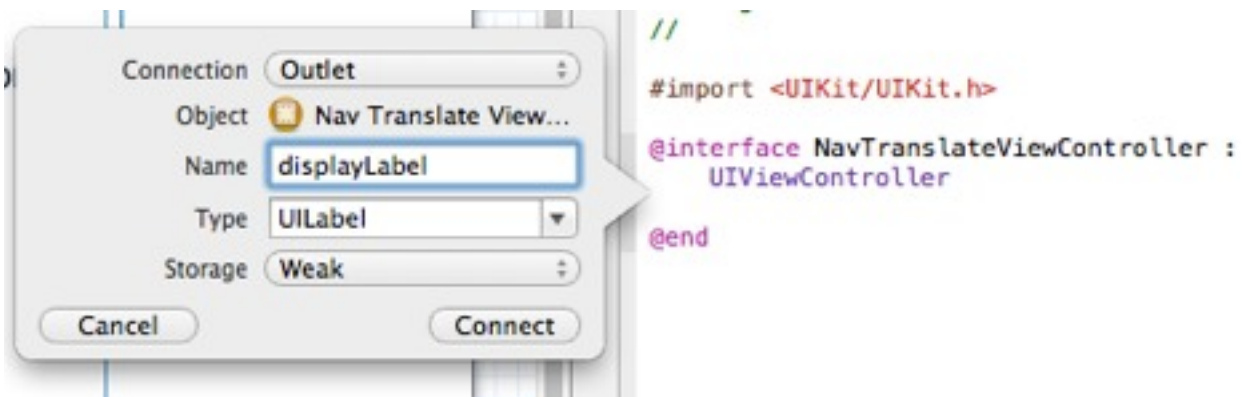 Connection Outlet
Object Nav Translate View...
Name displayLabel
Type UILabel
Storage Weak
Cancel Connect
//
#import <UIKit/UIKit.h>
@interface NavTranslateViewController :
UIViewController
@end